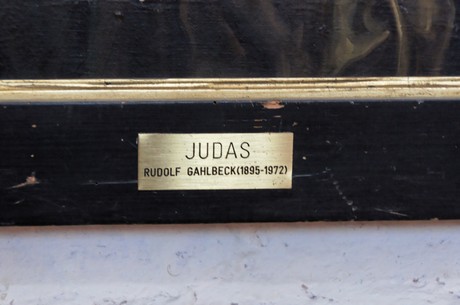 JUDAS
RUDOLF GAHLBECK(1895-1972)